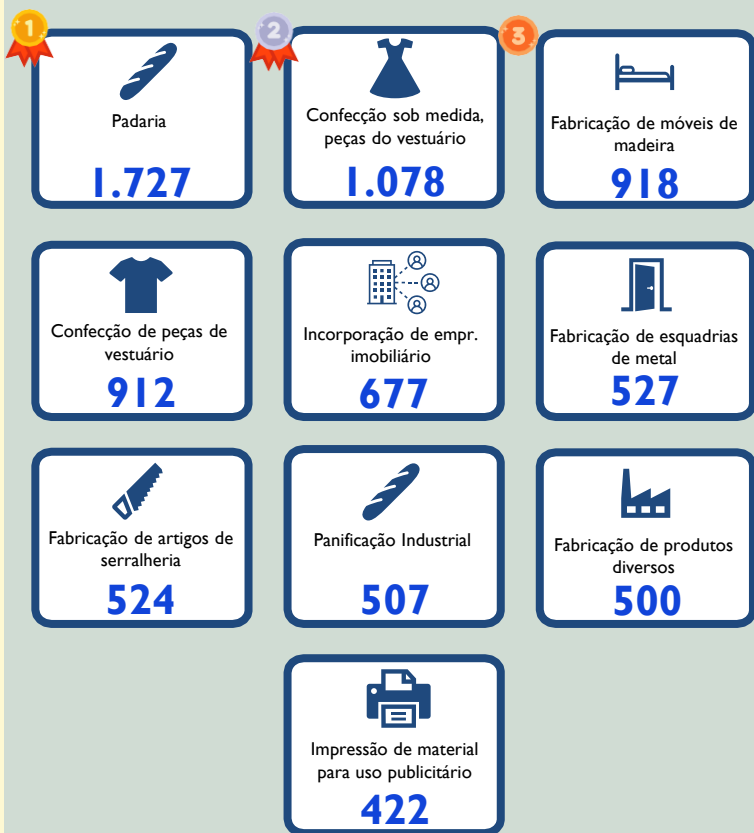 1
2
3
Padaria
1.727
Confecção sob medida,
peças do vestuário
1.078
Fabricação de móveis de
madeira
918
Confecção de peças de
vestuário
912
Incorporação de empr.
imobiliário
677
Fabricação de esquadrias
de metal
527
Fabricação de artigos de
serralheria
524
Panificação Industrial
507
Fabricação de produtos
diversos
500
Impressão de material
para uso publicitário
422